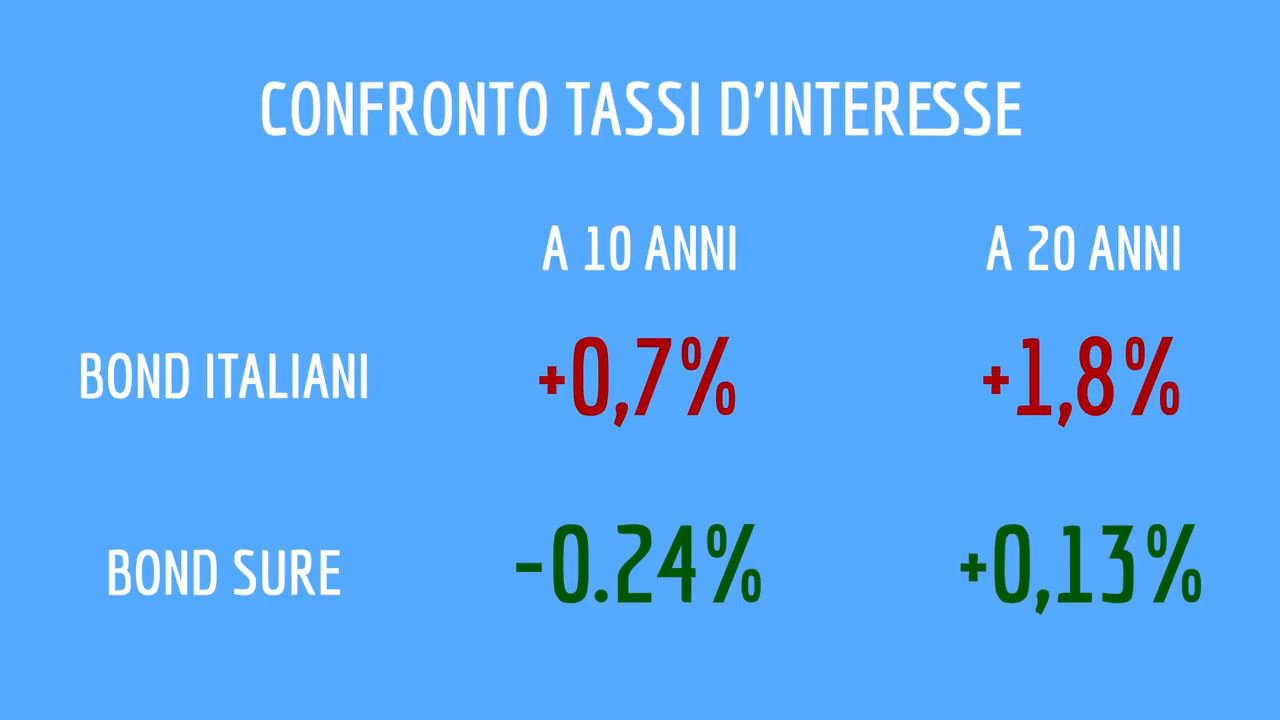 CONFRONTO TASSI D'INTERESSE
A 10 ANNI A 20 ANNI
BOND ITALIANI +0,7% +1,8%
BOND SURE -0.24% +0,13%